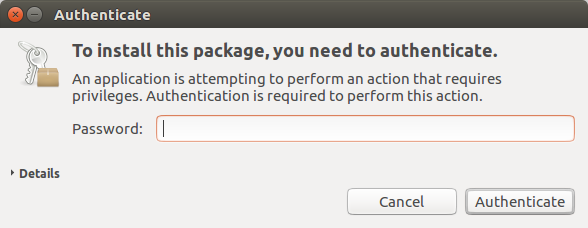 Authenticate
To install this package, you need to authenticate.
An application is attempting to perform an action that requires
privileges. Authentication is required to perform this action.
Password:
Details
Cancel Authenticate